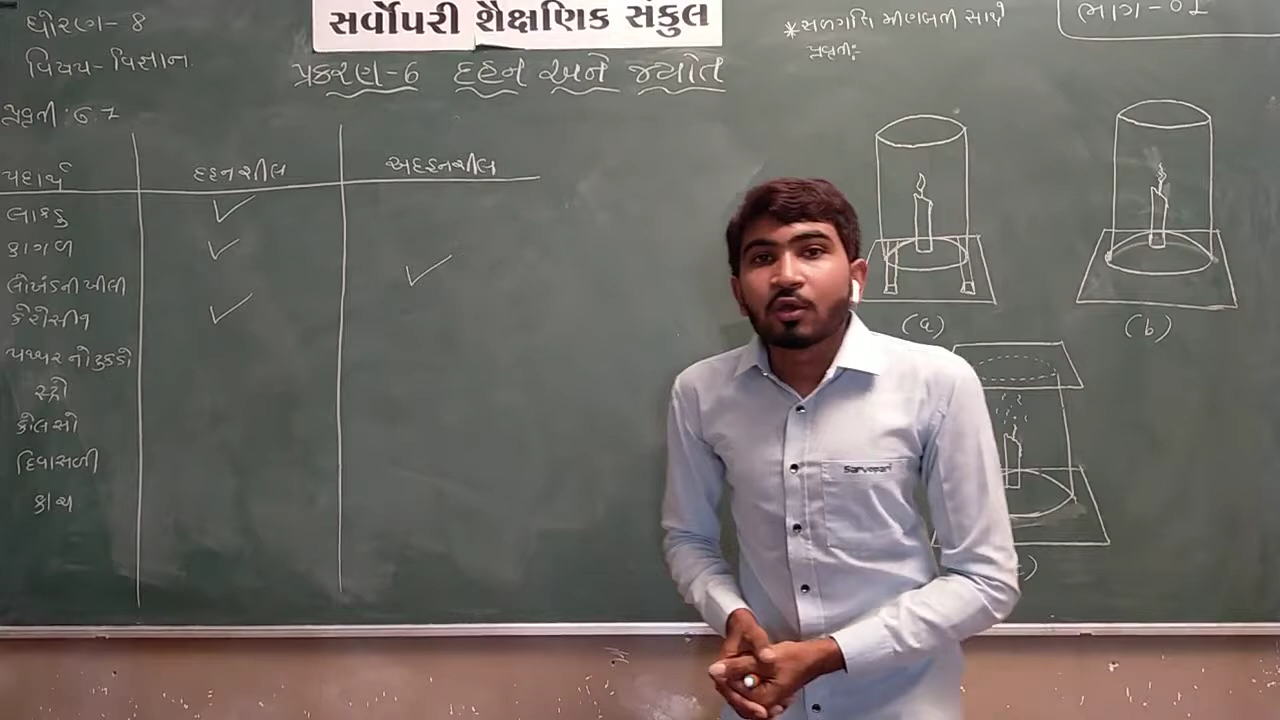 ધોરણ - 8
વિષય - વિજ્ઞાન
સર્વોપરી શૈક્ષણિક સંકુલ
પ્રકરણ-6 દહન અને જ્યોત
પ્રવૃત્તી : 6.7
પદાર્થ દહનશીલ અદહનશીલ
લાકડુ ✓
કાગળ ✓
લોખંડની ખીલી ✓
કેરોસીન ✓
પથ્થર નો ટુકડો
સ્ટ્રો
કોલસો
દિવાસળી
કાચ
*સળગતિ મીણબતી સાથે
પ્રવૃતી:
ભાગ - 01
(a)
(b)
Sarvopari